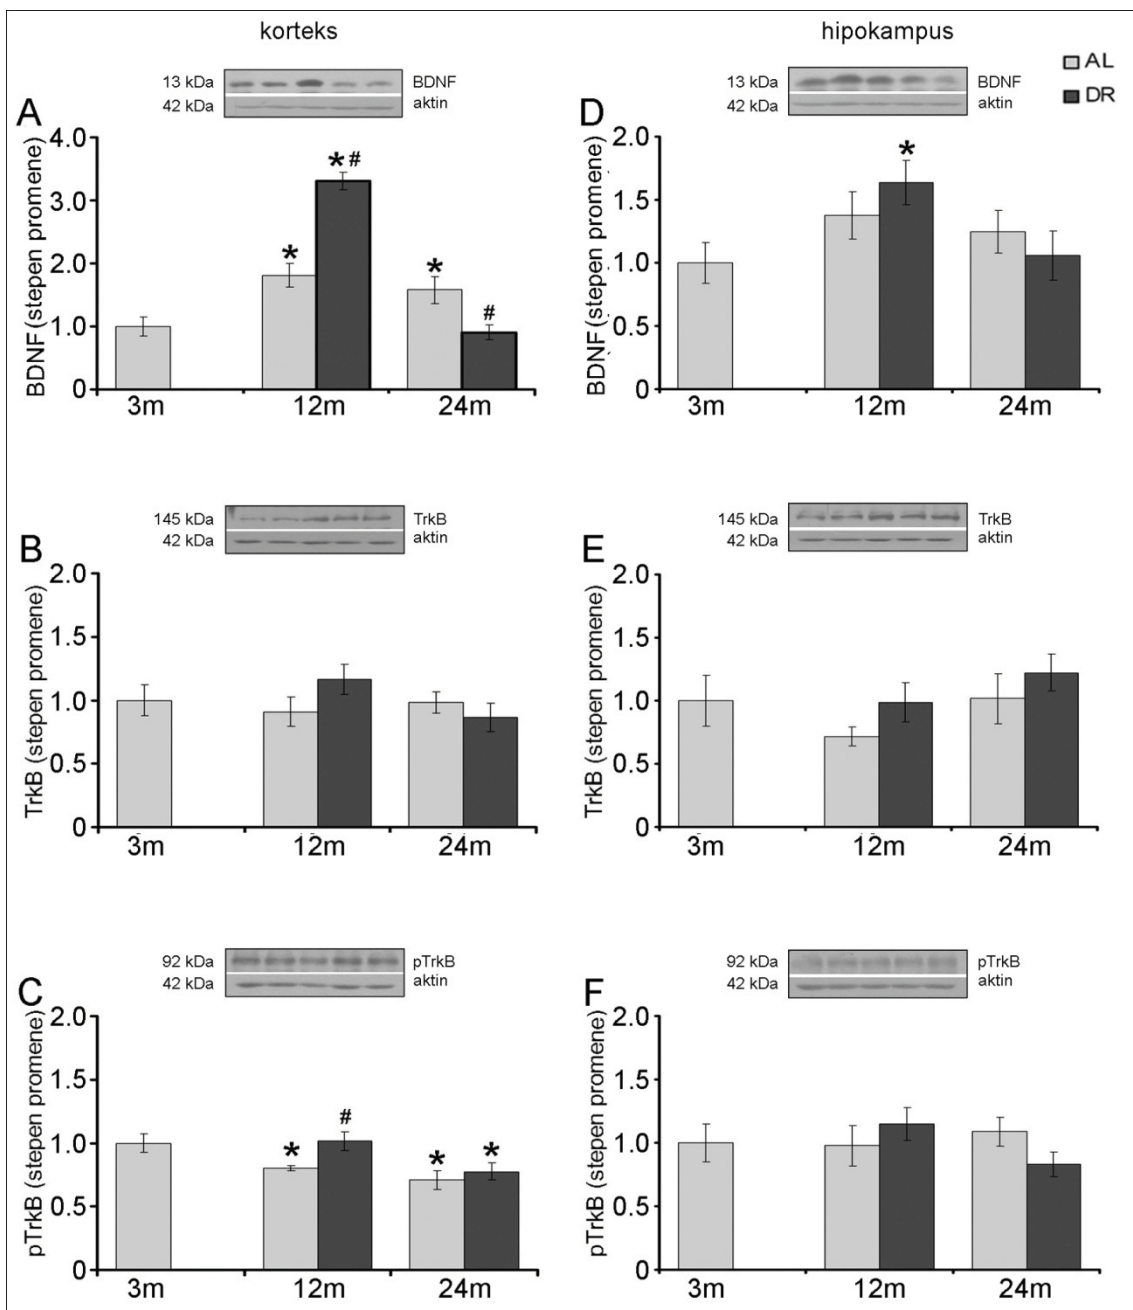 korteks
hipokampus
AL
DR
13 kDa
BDNF
42 kDa
aktin
A
BDNF (stepen promene)
4.0
3.0
2.0
1.0
0
*
*#
*
#
3m
12m
24m
13 kDa
BDNF
42 kDa
aktin
D
BDNF (stepen promene)
2.0
1.5
1.0
0.5
0
*
3m
12m
24m
145 kDa
TrkB
42 kDa
aktin
B
TrkB (stepen promene)
2.0
1.5
1.0
0.5
0
3m
12m
24m
145 kDa
TrkB
42 kDa
aktin
E
TrkB (stepen promene)
2.0
1.5
1.0
0.5
0
3m
12m
24m
92 kDa
pTrkB
42 kDa
aktin
C
pTrkB (stepen promene)
2.0
1.5
1.0
0.5
0
*
#
*
*
3m
12m
24m
92 kDa
pTrkB
42 kDa
aktin
F
pTrkB (stepen promene)
2.0
1.5
1.0
0.5
0
3m
12m
24m